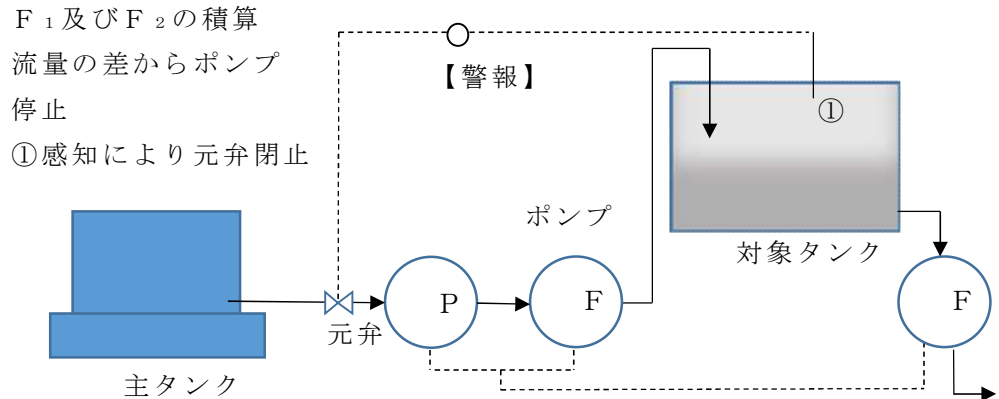 Ｆ₁及びＦ₂の積算
流量の差からポンプ
停止
①感知により元弁閉止
【警報】
①
ポンプ
対象タンク
Ｐ
Ｆ
Ｆ
元弁
主タンク